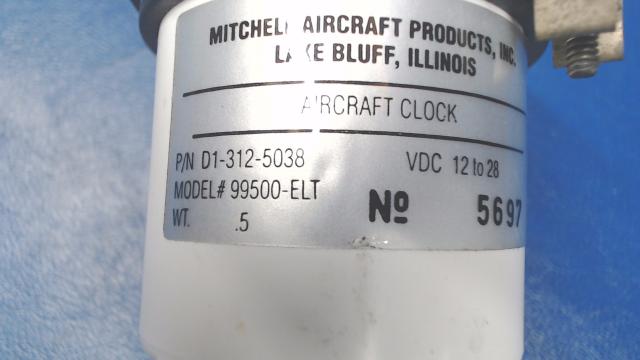 MITCHELL AIRCRAFT PRODUCTS, INC.
LAKE BLUFF, ILLINOIS
AIRCRAFT CLOCK
P/N D1-312-5038 VDC 12 to 28
MODEL# 99500-ELT
WT. .5 Nº 5697